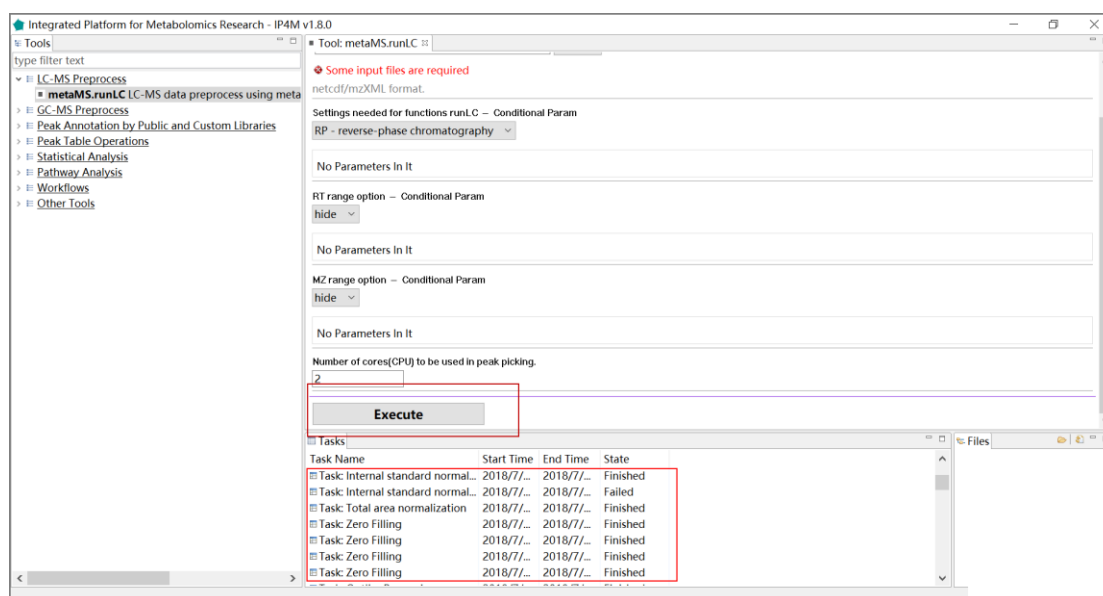 Integrated Platform for Metabolomics Research - IP4M v1.8.0
Tools
type filter text
LC-MS Preprocess
metaMS.runLC LC-MS data preprocess using meta
GC-MS Preprocess
Peak Annotation by Public and Custom Libraries
Peak Table Operations
Statistical Analysis
Pathway Analysis
Workflows
Other Tools
Tool: metaMS.runLC
Some input files are required
netcdf/mzXML format.
Settings needed for functions runLC – Conditional Param
RP - reverse-phase chromatography
No Parameters In It
RT range option – Conditional Param
hide
No Parameters In It
MZ range option – Conditional Param
hide
No Parameters In It
Number of cores(CPU) to be used in peak picking.
2
Execute
Tasks
Task Name Start Time End Time State
Task: Internal standard normal... 2018/7/... 2018/7/... Finished
Task: Internal standard normal... 2018/7/... 2018/7/... Failed
Task: Total area normalization 2018/7/... 2018/7/... Finished
Task: Zero Filling 2018/7/... 2018/7/... Finished
Task: Zero Filling 2018/7/... 2018/7/... Finished
Task: Zero Filling 2018/7/... 2018/7/... Finished
Task: Zero Filling 2018/7/... 2018/7/... Finished
Files